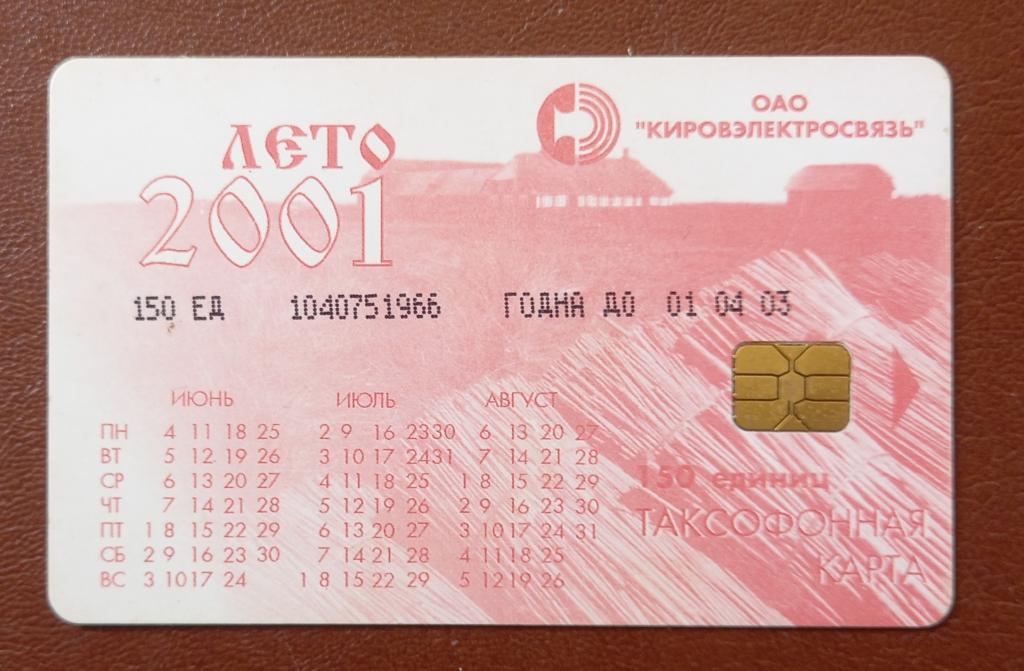 ЛЕТО
2001
ОАО
"КИРОВЭЛЕКТРОСВЯЗЬ"
150 ЕД 1040751966 ГОДНА ДО 01 04 03
ИЮНЬ ИЮЛЬ АВГУСТ
ПН 4 11 18 25 2 9 16 23 30 6 13 20 27
ВТ 5 12 19 26 3 10 17 24 31 7 14 21 28
СР 6 13 20 27 4 11 18 25 1 8 15 22 29
ЧТ 7 14 21 28 5 12 19 26 2 9 16 23 30
ПТ 1 8 15 22 29 6 13 20 27 3 10 17 24 31
СБ 2 9 16 23 30 7 14 21 28 4 11 18 25
ВС 3 10 17 24 1 8 15 22 29 5 12 19 26
150 единиц
ТАКСОФОННАЯ
КАРТА